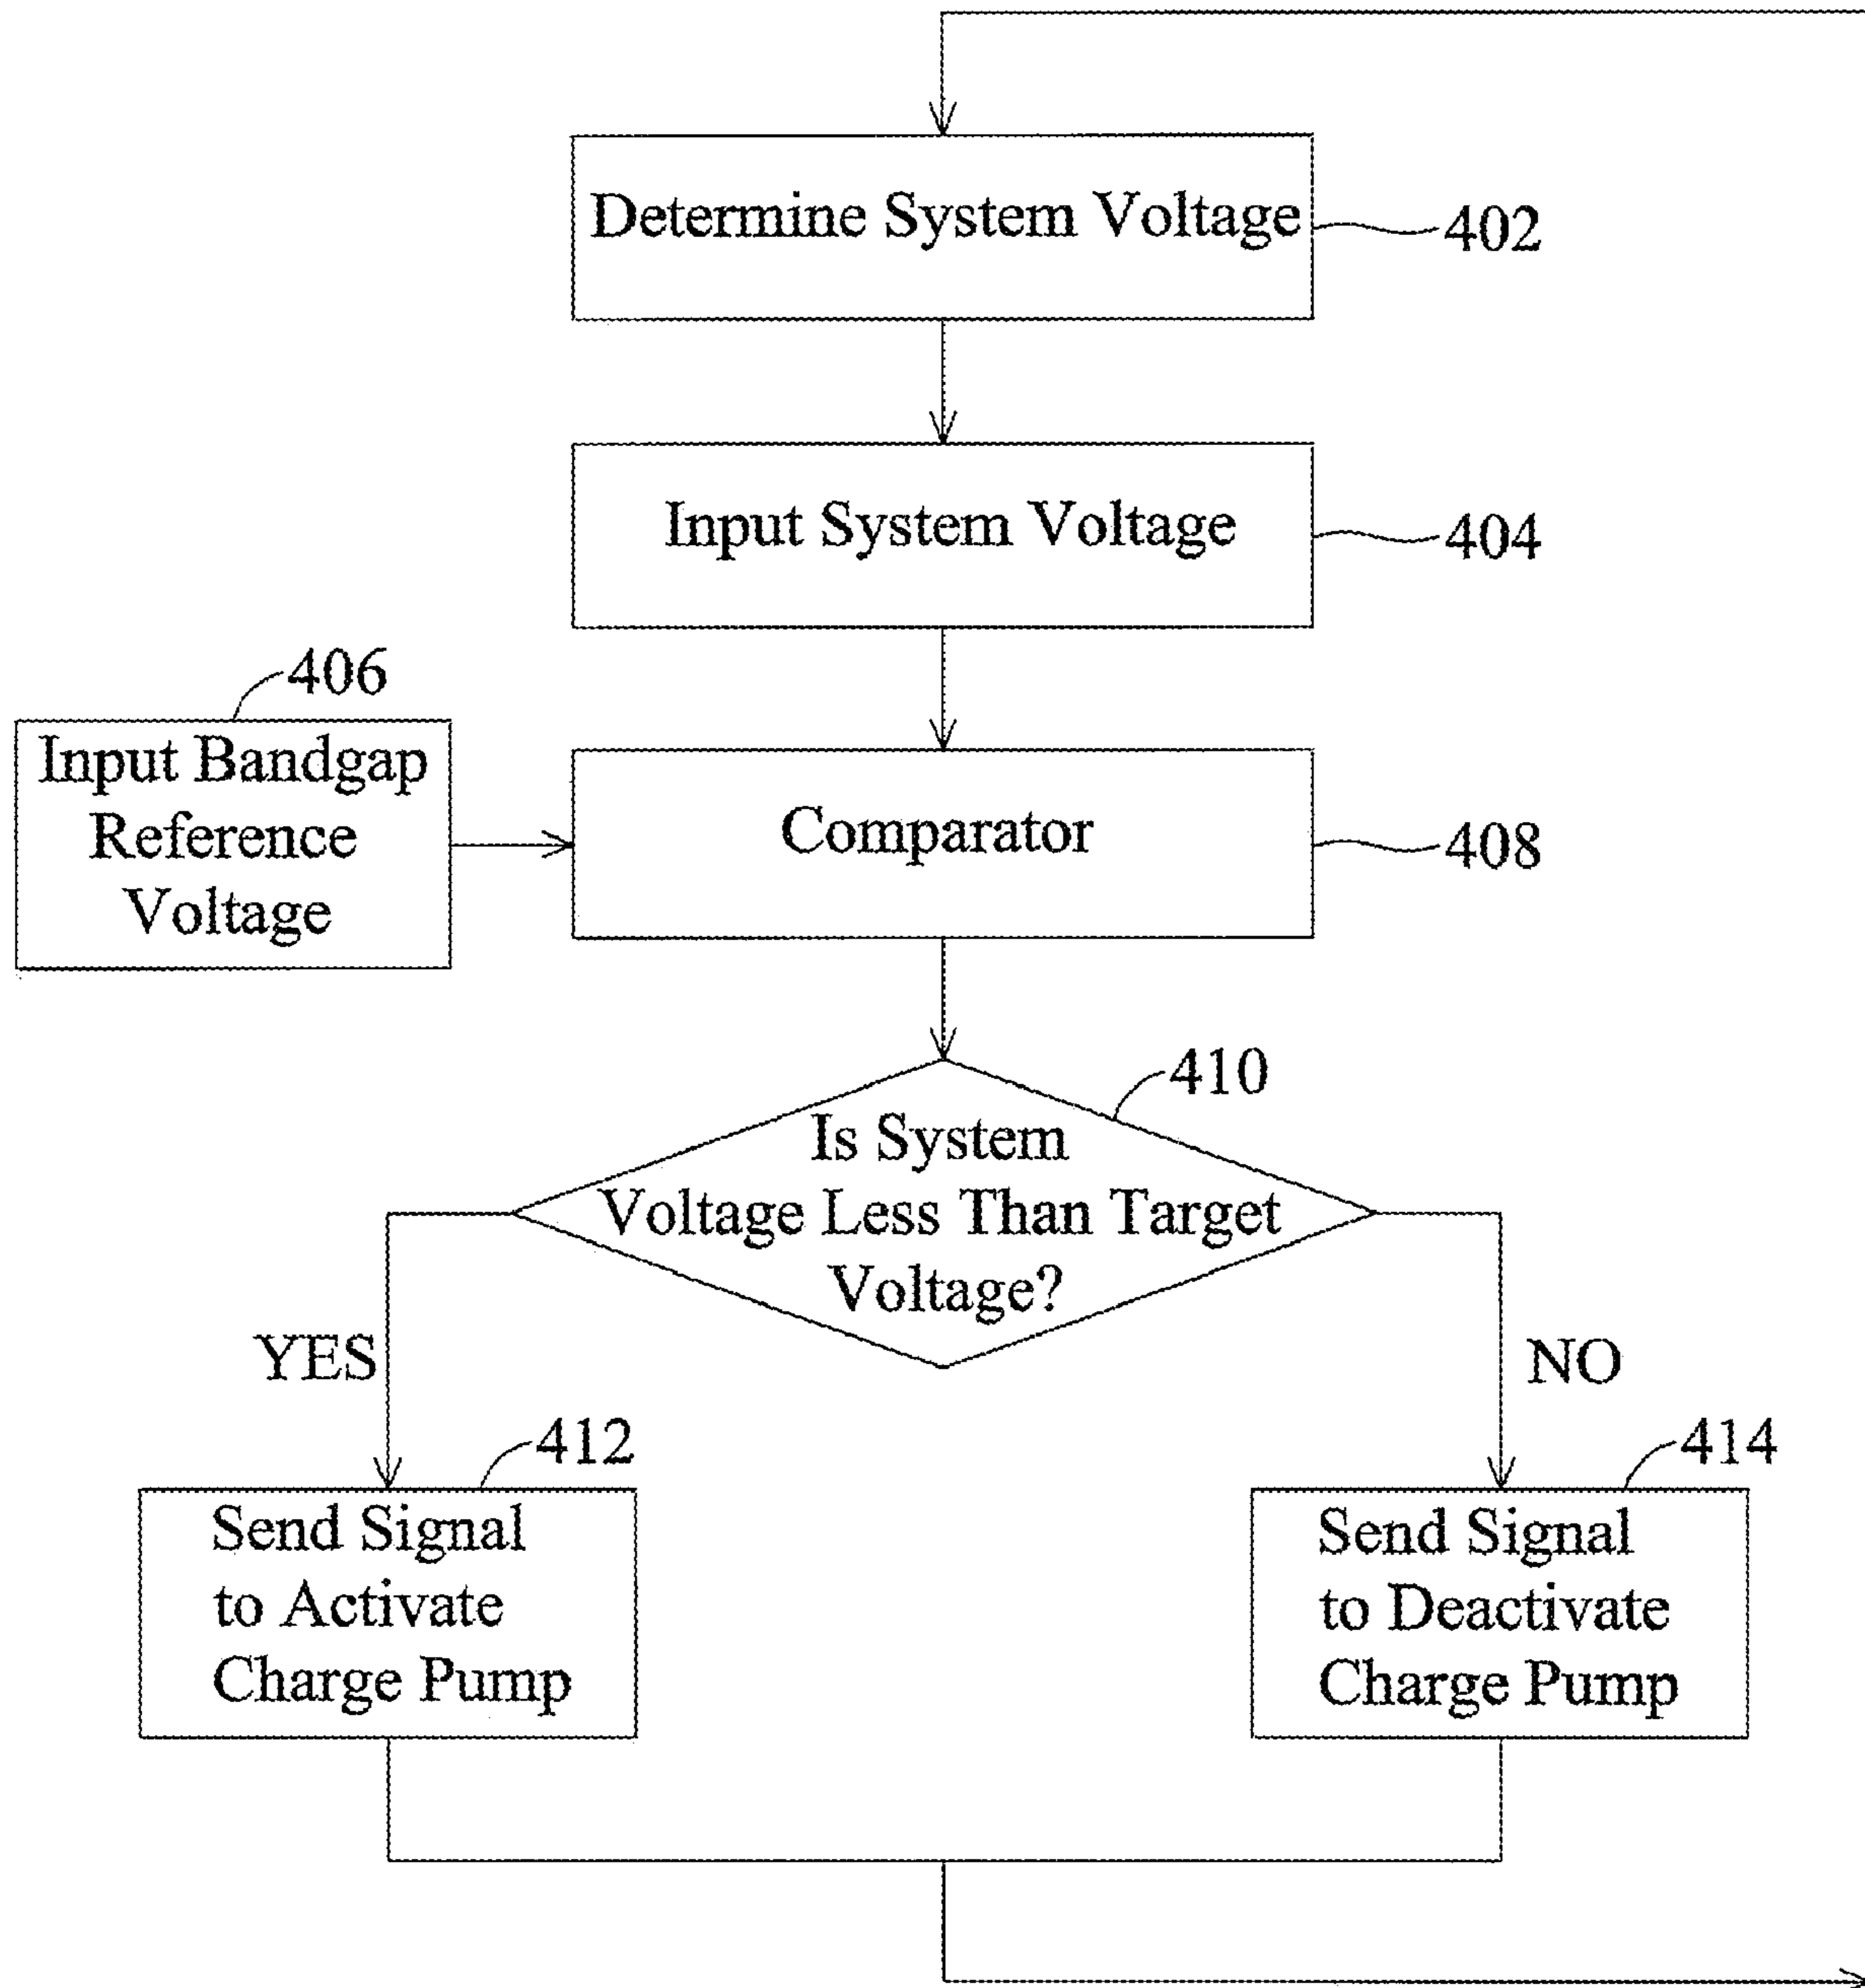 Determine System Voltage
402
Input System Voltage
404
406
Input Bandgap
Reference
Voltage
Comparator
408
410
Is System
Voltage Less Than Target
Voltage?
YES
NO
412
Send Signal
to Activate
Charge Pump
414
Send Signal
to Deactivate
Charge Pump